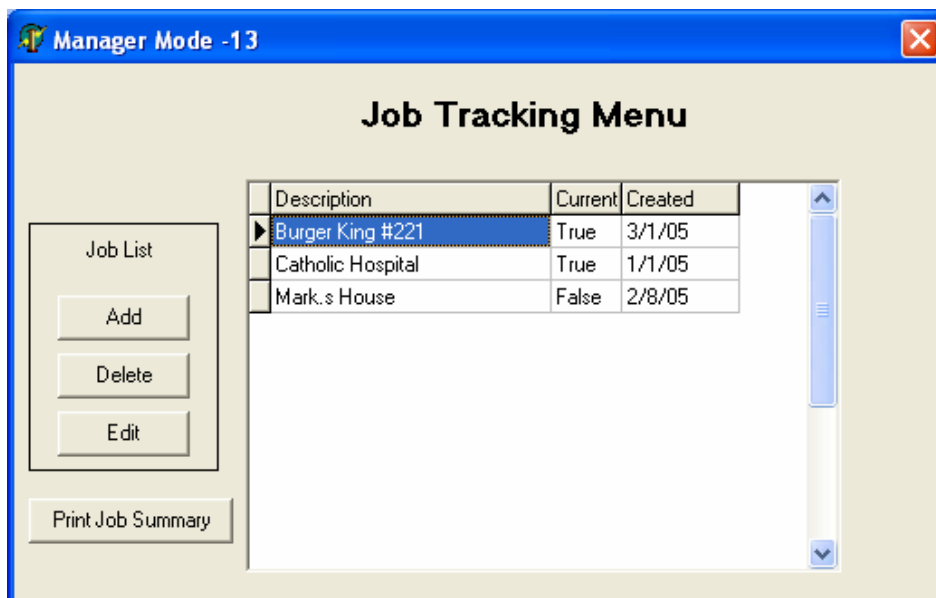 Manager Mode -13
Job Tracking Menu
Description Current Created
Burger King #221 True 3/1/05
Catholic Hospital True 1/1/05
Mark.s House False 2/8/05
Job List
Add
Delete
Edit
Print Job Summary